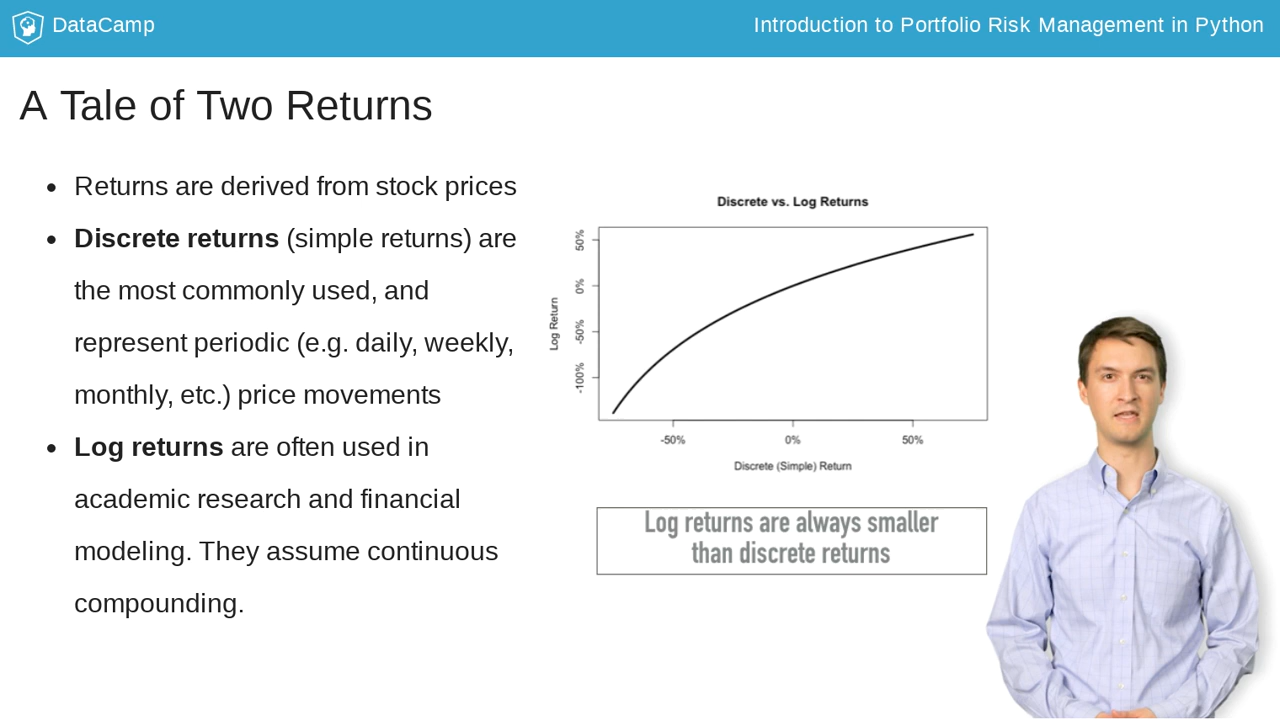 DataCamp
Introduction to Portfolio Risk Management in Python
A Tale of Two Returns
Returns are derived from stock prices
Discrete returns (simple returns) are
the most commonly used, and
represent periodic (e.g. daily, weekly,
monthly, etc.) price movements
Log returns are often used in
academic research and financial
modeling. They assume continuous
compounding.
Discrete vs. Log Returns
Log Return
50%
0%
-50%
-100%
-50% 0% 50%
Discrete (Simple) Return
Log returns are always smaller
than discrete returns